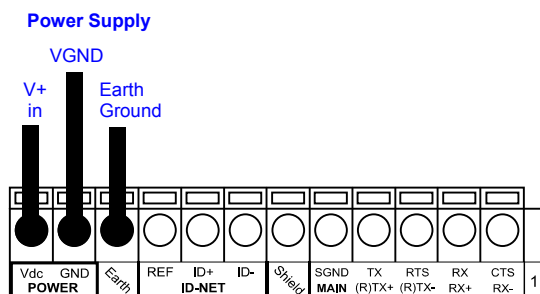 Power Supply
VGND
V+
in
Earth
Ground
Vdc GND Earth REF ID+ ID- Shield SGND TX RTS RX CTS
POWER ID-NET MAIN (R)TX+ (R)TX- RX+ RX- 1